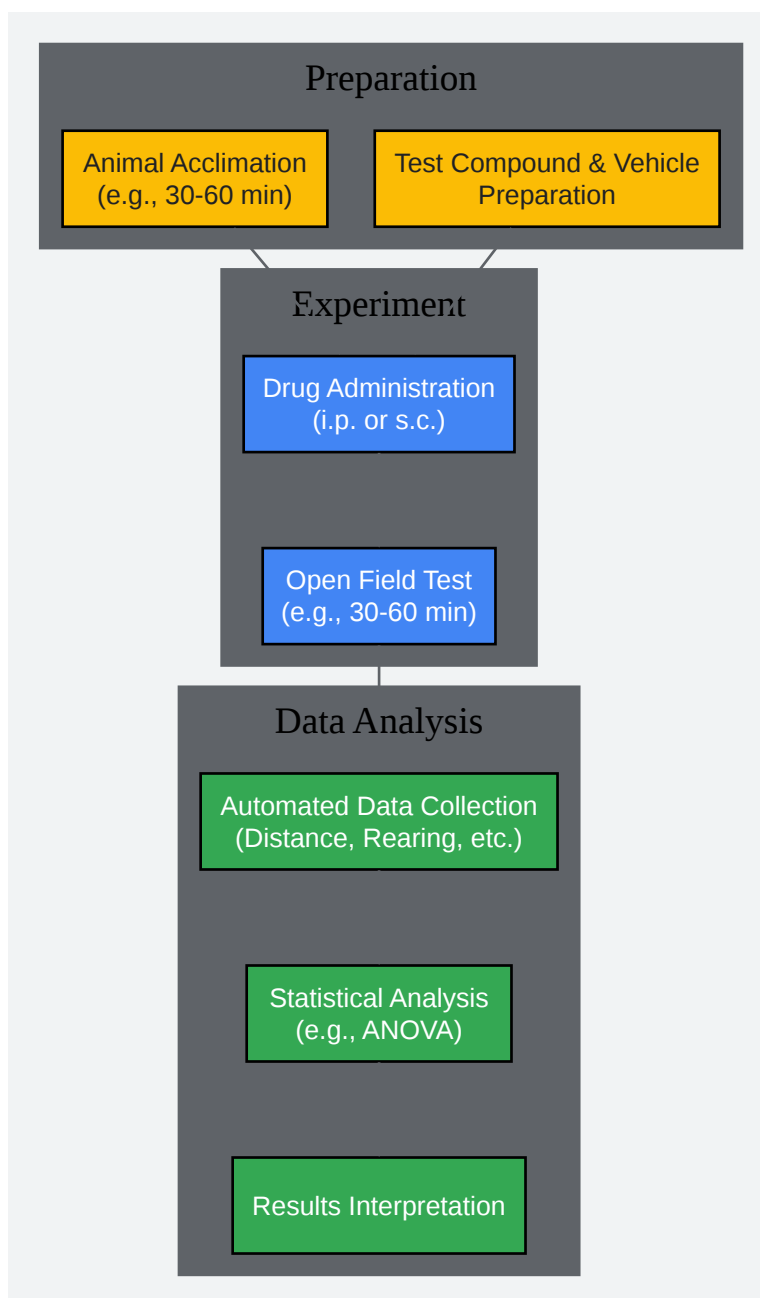 Preparation
Animal Acclimation
(e.g., 30-60 min)
Test Compound & Vehicle
Preparation
Experiment
Drug Administration
(i.p. or s.c.)
Open Field Test
(e.g., 30-60 min)
Data Analysis
Automated Data Collection
(Distance, Rearing, etc.)
Statistical Analysis
(e.g., ANOVA)
Results Interpretation